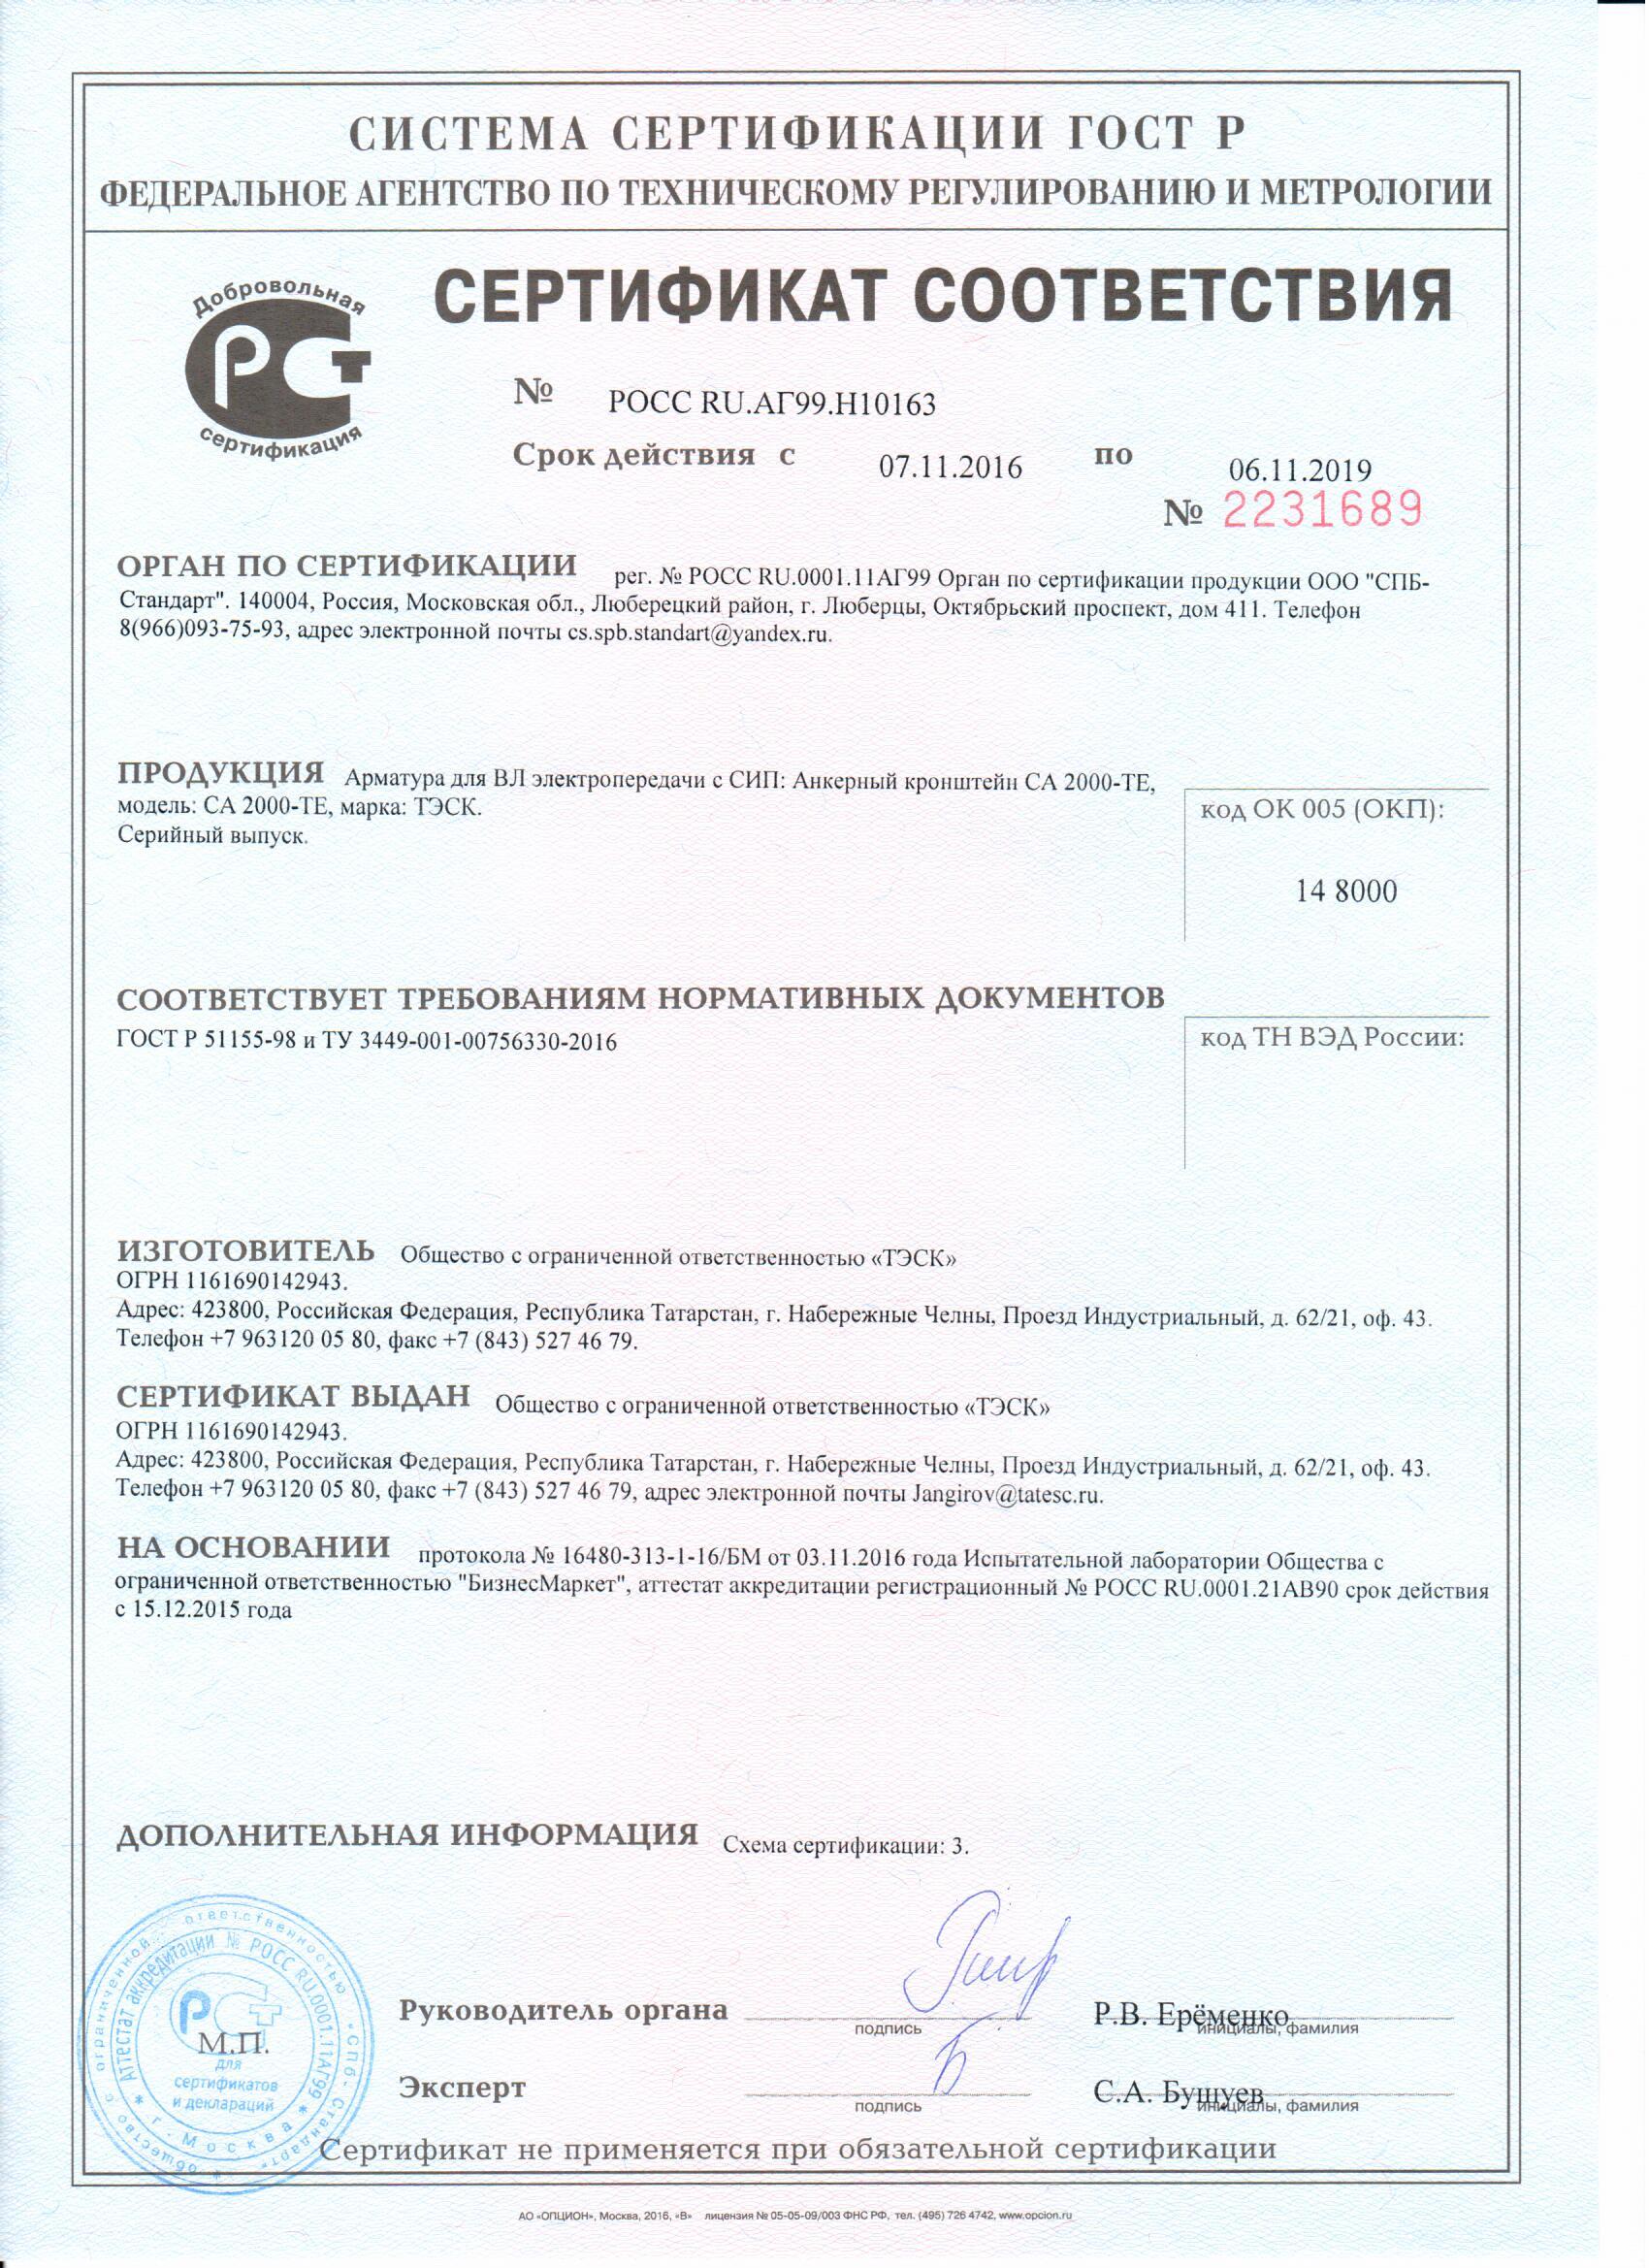 СИСТЕМА СЕРТИФИКАЦИИ ГОСТ Р
ФЕДЕРАЛЬНОЕ АГЕНТСТВО ПО ТЕХНИЧЕСКОМУ РЕГУЛИРОВАНИЮ И МЕТРОЛОГИИ
Добровольная
РСТ
сертификация
СЕРТИФИКАТ СООТВЕТСТВИЯ
№ РОСС RU.АГ99.Н10163
Срок действия с 07.11.2016 по 06.11.2019
№ 2231689
ОРГАН ПО СЕРТИФИКАЦИИ рег. № РОСС RU.0001.11АГ99 Орган по сертификации продукции ООО "СПБ-
Стандарт". 140004, Россия, Московская обл., Люберецкий район, г. Люберцы, Октябрьский проспект, дом 411. Телефон
8(966)093-75-93, адрес электронной почты cs.spb.standart@yandex.ru.
ПРОДУКЦИЯ Арматура для ВЛ электропередачи с СИП: Анкерный кронштейн СА 2000-ТЕ,
модель: СА 2000-ТЕ, марка: ТЭСК.
Серийный выпуск.
код ОК 005 (ОКП):
14 8000
СООТВЕТСТВУЕТ ТРЕБОВАНИЯМ НОРМАТИВНЫХ ДОКУМЕНТОВ
ГОСТ Р 51155-98 и ТУ 3449-001-00756330-2016
код ТН ВЭД России:
ИЗГОТОВИТЕЛЬ Общество с ограниченной ответственностью «ТЭСК»
ОГРН 1161690142943.
Адрес: 423800, Российская Федерация, Республика Татарстан, г. Набережные Челны, Проезд Индустриальный, д. 62/21, оф. 43.
Телефон +7 963120 05 80, факс +7 (843) 527 46 79.
СЕРТИФИКАТ ВЫДАН Общество с ограниченной ответственностью «ТЭСК»
ОГРН 1161690142943.
Адрес: 423800, Российская Федерация, Республика Татарстан, г. Набережные Челны, Проезд Индустриальный, д. 62/21, оф. 43.
Телефон +7 963120 05 80, факс +7 (843) 527 46 79, адрес электронной почты Jangirov@tatesc.ru.
НА ОСНОВАНИИ протокола № 16480-313-1-16/БМ от 03.11.2016 года Испытательной лаборатории Общества с
ограниченной ответственностью "БизнесМаркет", аттестат аккредитации регистрационный № РОСС RU.0001.21АВ90 срок действия
с 15.12.2015 года
ДОПОЛНИТЕЛЬНАЯ ИНФОРМАЦИЯ Схема сертификации: 3.
Общество с ограниченной ответственностью «СПб-Стандарт»
Аттестат аккредитации № РОСС RU.0001.11АГ99
г. Москва
РСТ
М.П.
для
сертификатов
и деклараций
Руководитель органа
подпись
Р.В. Ерёменко
инициалы, фамилия
Эксперт
подпись
С.А. Бушуев
инициалы, фамилия
Сертификат не применяется при обязательной сертификации
АО «ОПЦИОН», Москва, 2016, «В» лицензия № 05-05-09/003 ФНС РФ, тел. (495) 726 4742, www.opcion.ru